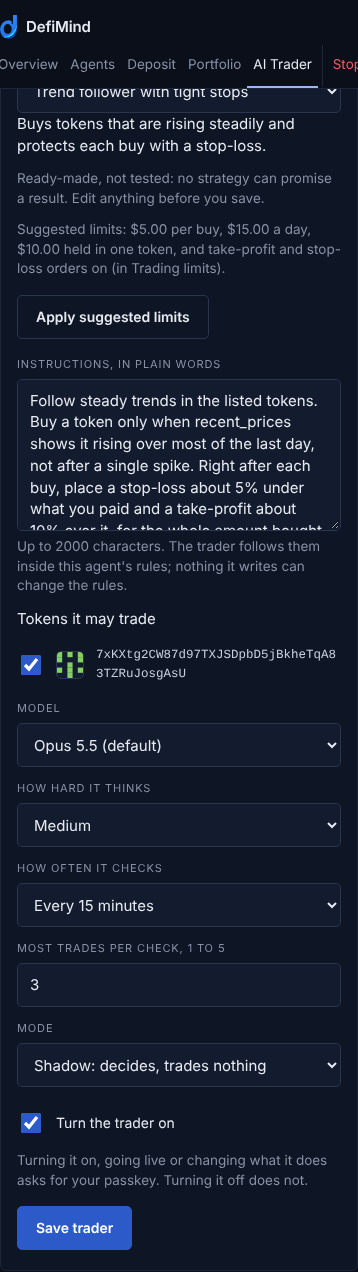 DefiMind
Overview Agents Deposit Portfolio AI Trader Stop
Trend follower with tight stops
Buys tokens that are rising steadily and
protects each buy with a stop-loss.
Ready-made, not tested: no strategy can promise
a result. Edit anything before you save.
Suggested limits: $5.00 per buy, $15.00 a day,
$10.00 held in one token, and take-profit and stop-
loss orders on (in Trading limits).
Apply suggested limits
INSTRUCTIONS, IN PLAIN WORDS
Follow steady trends in the listed tokens.
Buy a token only when recent_prices
shows it rising over most of the last day,
not after a single spike. Right after each
buy, place a stop-loss about 5% under
what you paid and a take-profit about
10% over it, for the whole amount bought
Up to 2000 characters. The trader follows them
inside this agent's rules; nothing it writes can
change the rules.
Tokens it may trade
7xKXtg2CW87d97TXJSDpbD5jBkheTqA8
3TZRuJosgAsU
MODEL
Opus 5.5 (default)
HOW HARD IT THINKS
Medium
HOW OFTEN IT CHECKS
Every 15 minutes
MOST TRADES PER CHECK, 1 TO 5
3
MODE
Shadow: decides, trades nothing
Turn the trader on
Turning it on, going live or changing what it does
asks for your passkey. Turning it off does not.
Save trader